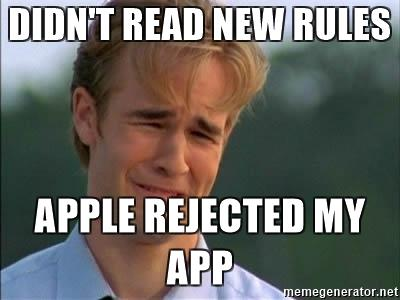 DIDN'T READ NEW RULES
APPLE REJECTED MY
APP
memegenerator.net